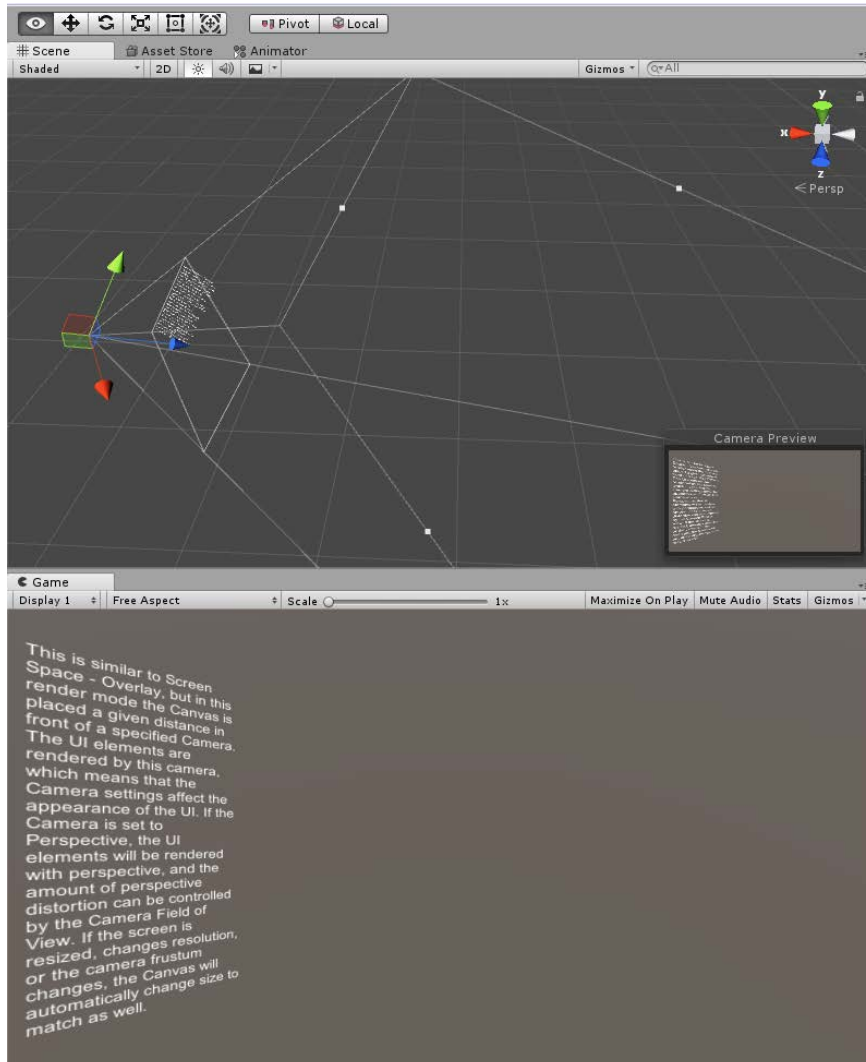 Pivot Local
Scene Asset Store Animator
Shaded 2D Gizmos All
y
x
z
Persp
Camera Preview
Game
Display 1 Free Aspect Scale 1x Maximize On Play Mute Audio Stats Gizmos
This is similar to Screen
Space - Overlay, but in this
render mode the Canvas is
placed a given distance in
front of a specified Camera.
The UI elements are
rendered by this camera,
which means that the
Camera settings affect the
appearance of the UI. If the
Camera is set to
Perspective, the UI
elements will be rendered
with perspective, and the
amount of perspective
distortion can be controlled
by the Camera Field of
View. If the screen is
resized, changes resolution,
or the camera frustum
changes, the Canvas will
automatically change size to
match as well.